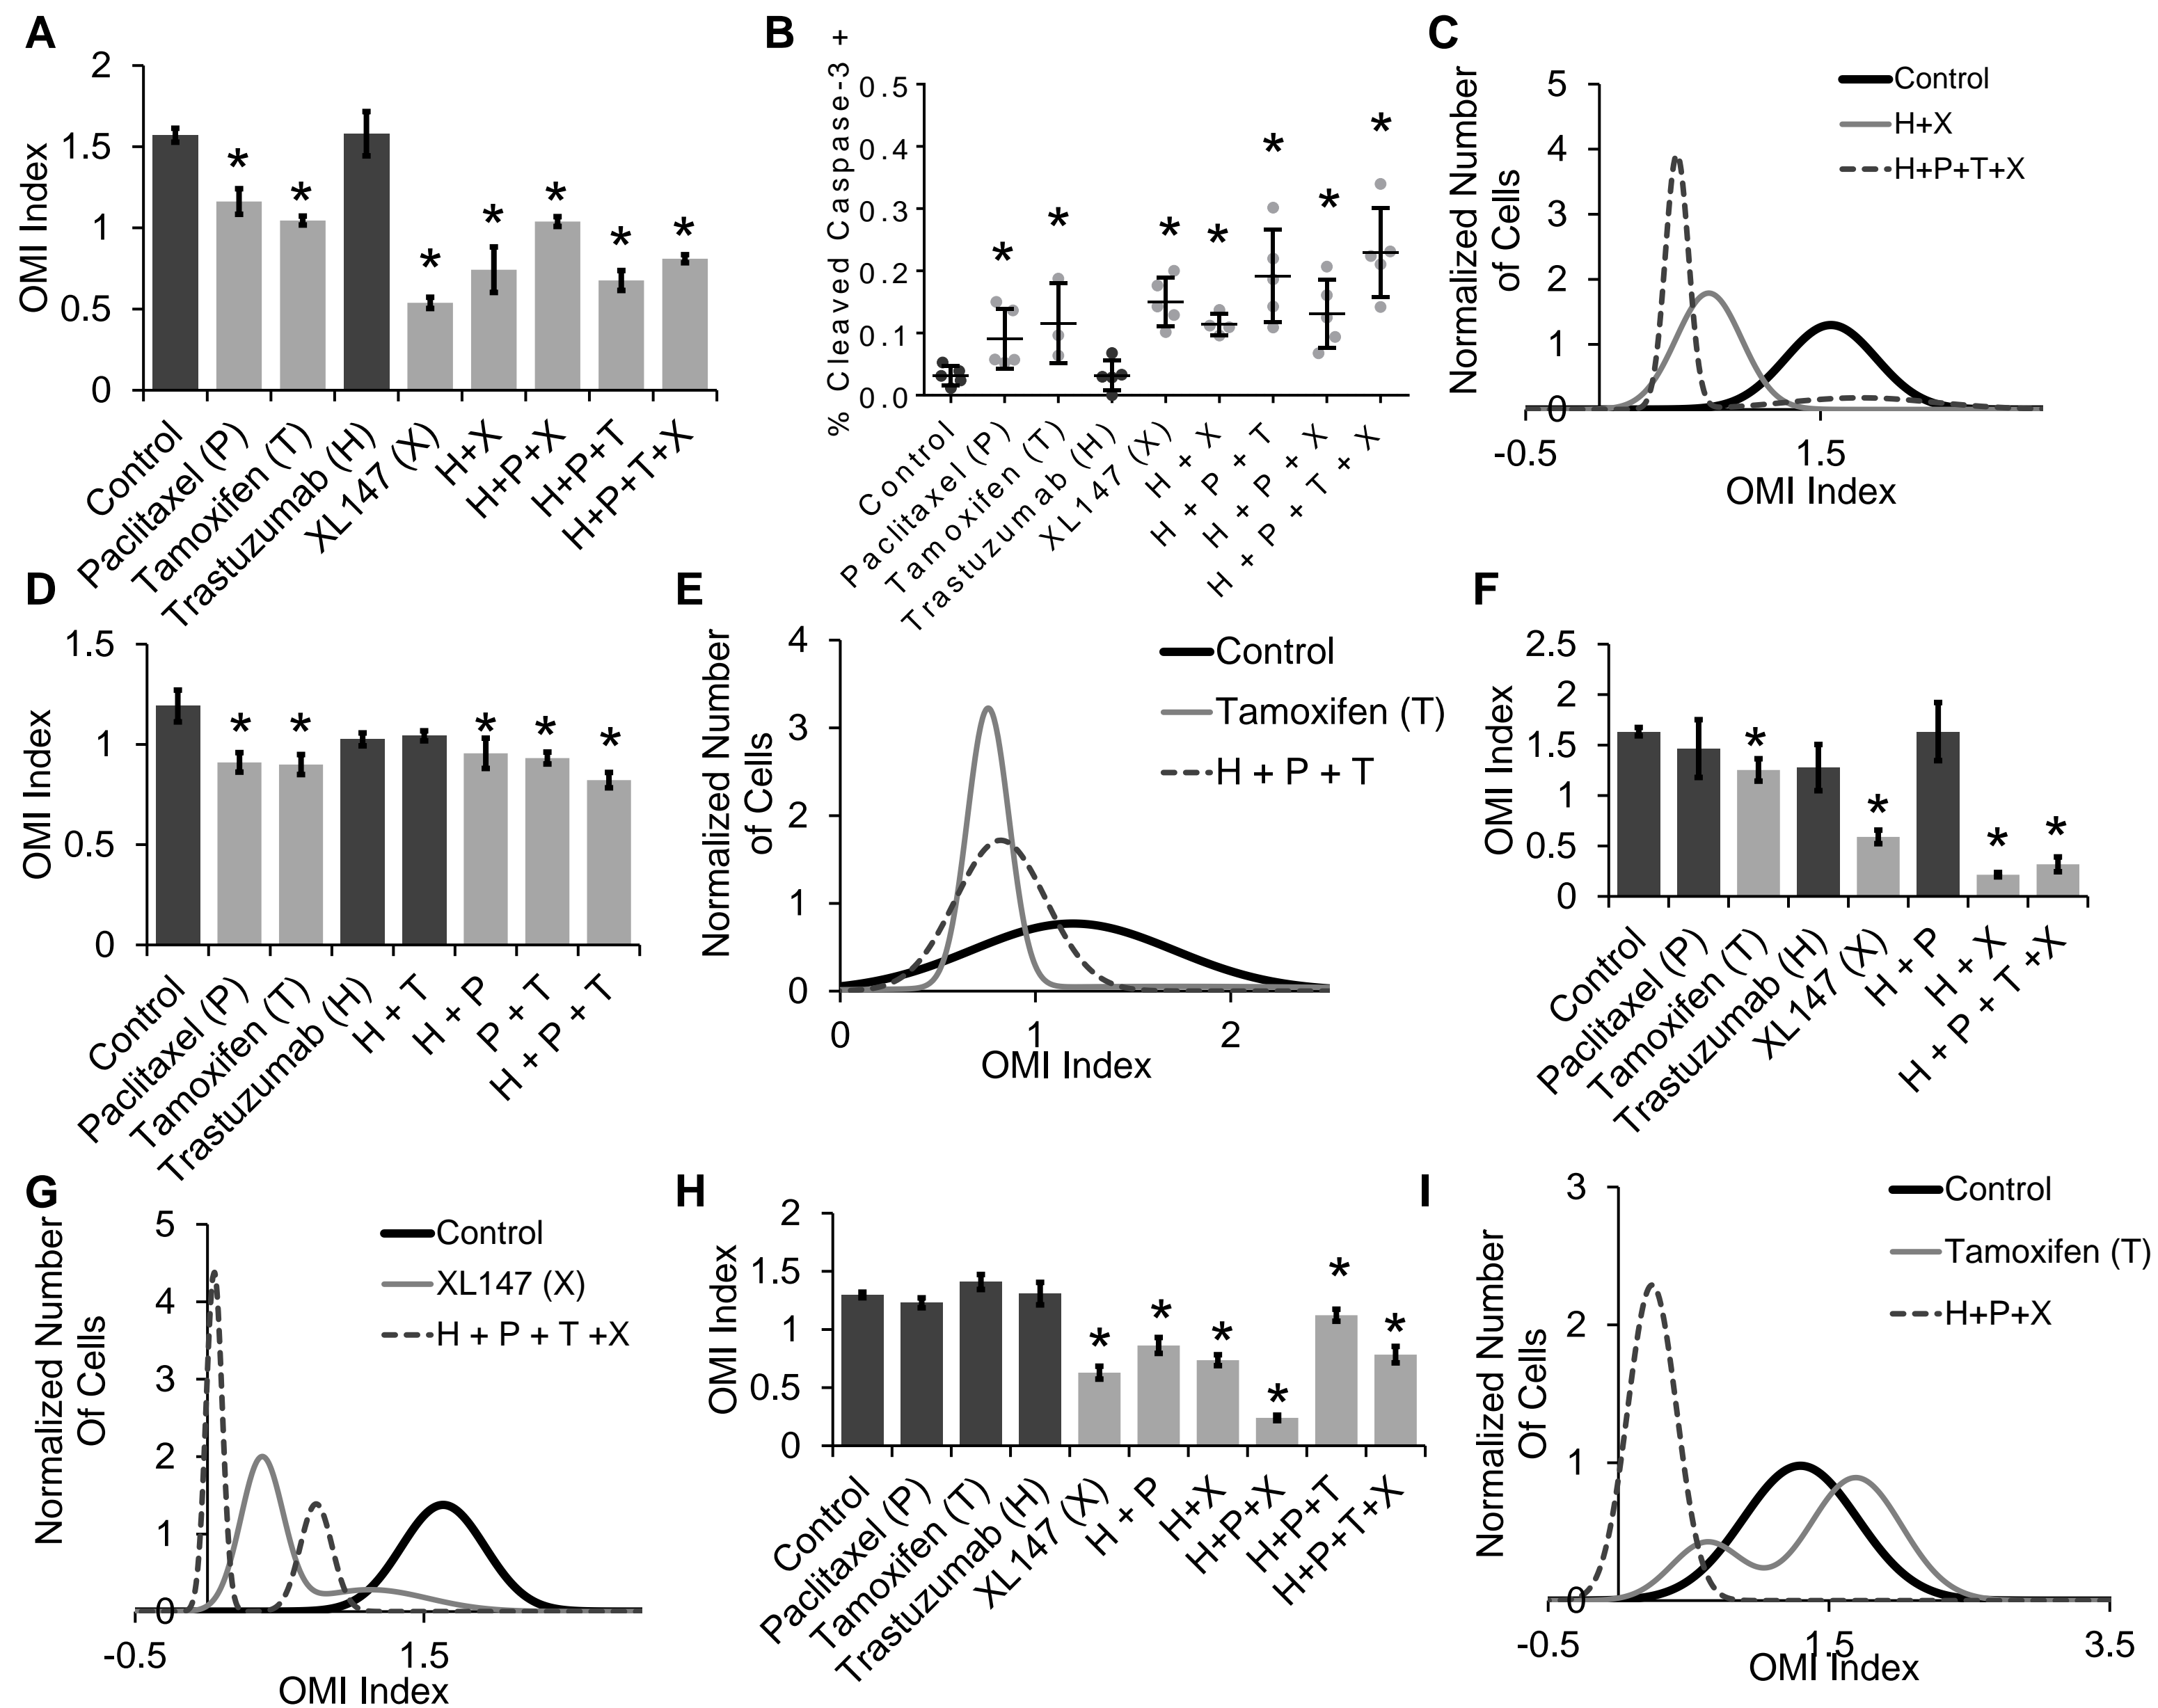 A
OMI Index
2
1.5
1
0.5
0
* * * * * * *
Control
Paclitaxel (P)
Tamoxifen (T)
Trastuzumab (H)
XL147 (X)
H+X
H+P+X
H+P+T
H+P+T+X
B
% Cleaved Caspase-3 +
0.5
0.4
0.3
0.2
0.1
0.0
* * * * * * *
Control
Paclitaxel (P)
Tamoxifen (T)
Trastuzumab (H)
XL147 (X)
H + X
H + P + T
H + P + X
H + P + T + X
C
Normalized Number
of Cells
5
4
3
2
1
0
-0.5
1.5
OMI Index
Control
H+X
H+P+T+X
D
OMI Index
1.5
1
0.5
0
* * * * *
Control
Paclitaxel (P)
Tamoxifen (T)
Trastuzumab (H)
H + T
H + P
P + T
H + P + T
E
Normalized Number
of Cells
4
3
2
1
0
0
1
2
OMI Index
Control
Tamoxifen (T)
H + P + T
F
OMI Index
2.5
2
1.5
1
0.5
0
* * * *
Control
Paclitaxel (P)
Tamoxifen (T)
Trastuzumab (H)
XL147 (X)
H + P
H + X
H + P + T +X
G
Normalized Number
Of Cells
5
4
3
2
1
0
-0.5
1.5
OMI Index
Control
XL147 (X)
H + P + T +X
H
OMI Index
2
1.5
1
0.5
0
* * * * * *
Control
Paclitaxel (P)
Tamoxifen (T)
Trastuzumab (H)
XL147 (X)
H + P
H+X
H+P+X
H+P+T
H+P+T+X
I
Normalized Number
Of Cells
3
2
1
0
-0.5
1.5
3.5
OMI Index
Control
Tamoxifen (T)
H+P+X